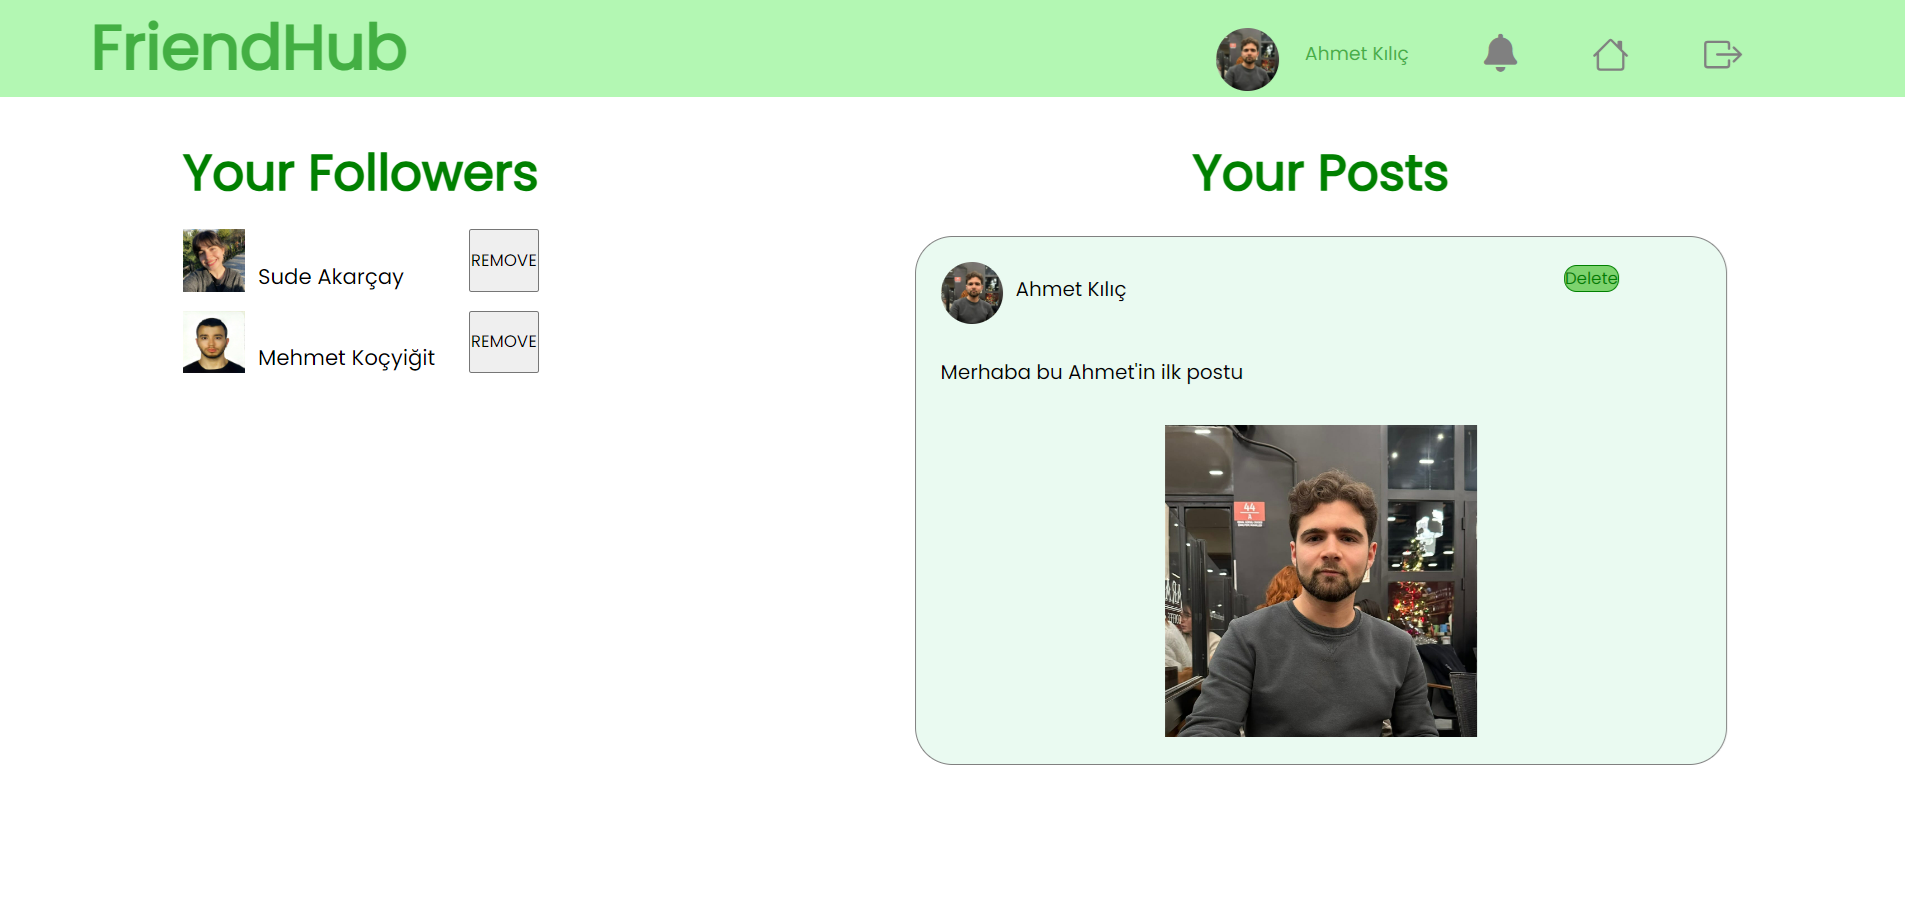 FriendHub
Ahmet Kılıç
Your Followers
Sude Akarçay
REMOVE
Mehmet Koçyiğit
REMOVE
Your Posts
Ahmet Kılıç
Delete
Merhaba bu Ahmet'in ilk postu
44
A